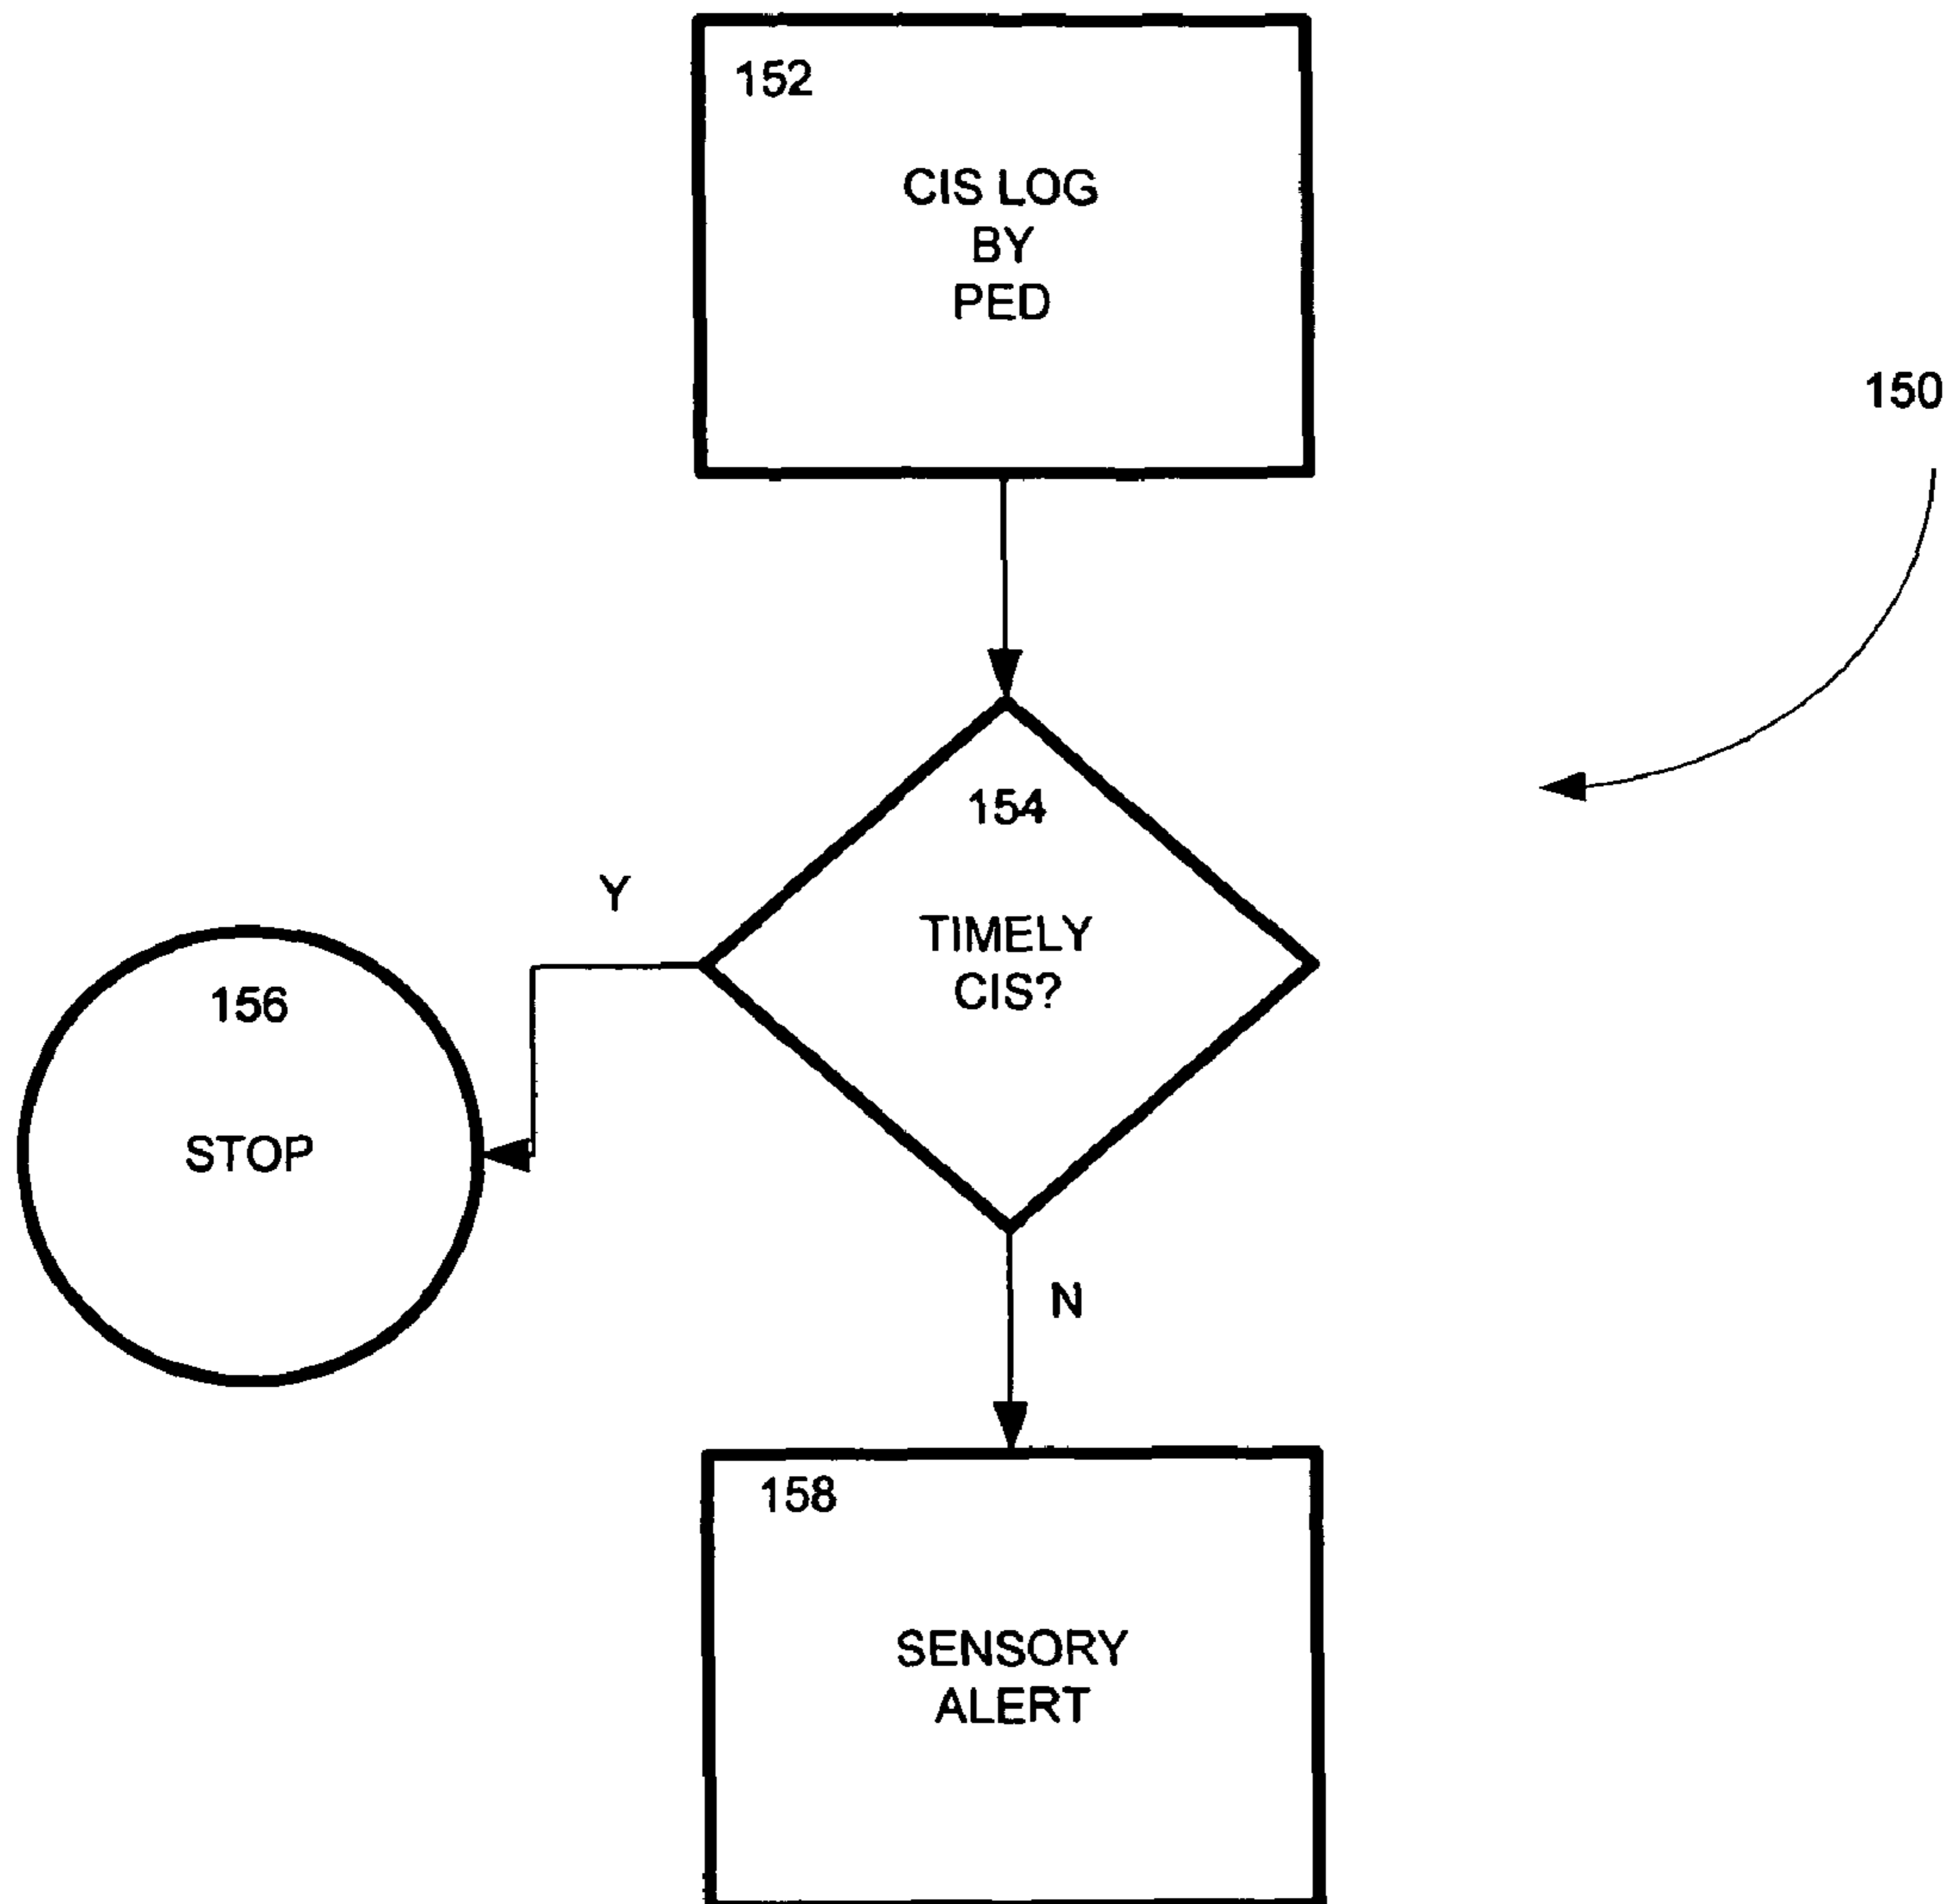 152
CIS LOG
BY
PED
150
154
TIMELY
CIS?
Y
156
STOP
N
158
SENSORY
ALERT